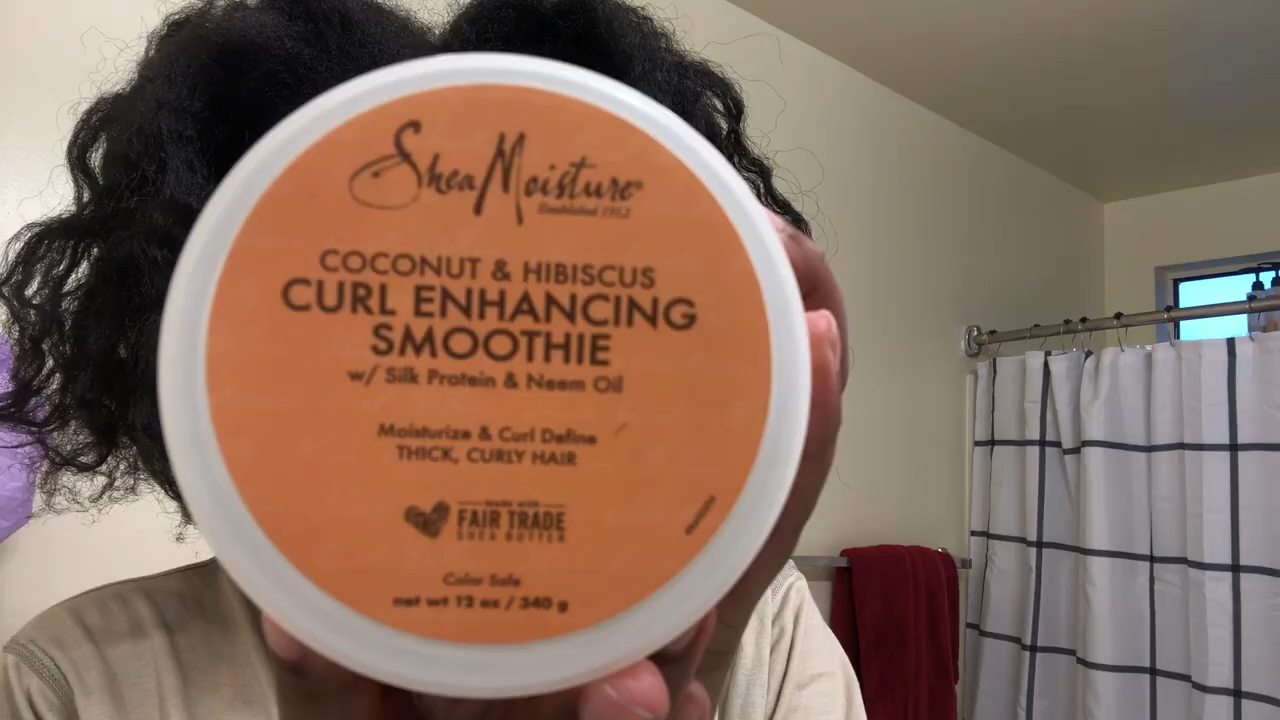 SheaMoisture®
Established 1912
COCONUT & HIBISCUS
CURL ENHANCING
SMOOTHIE
w/ Silk Protein & Neem Oil
Moisturize & Curl Define
THICK, CURLY HAIR
made with
FAIR TRADE
SHEA BUTTER
Color Safe
net wt 12 oz / 340 g